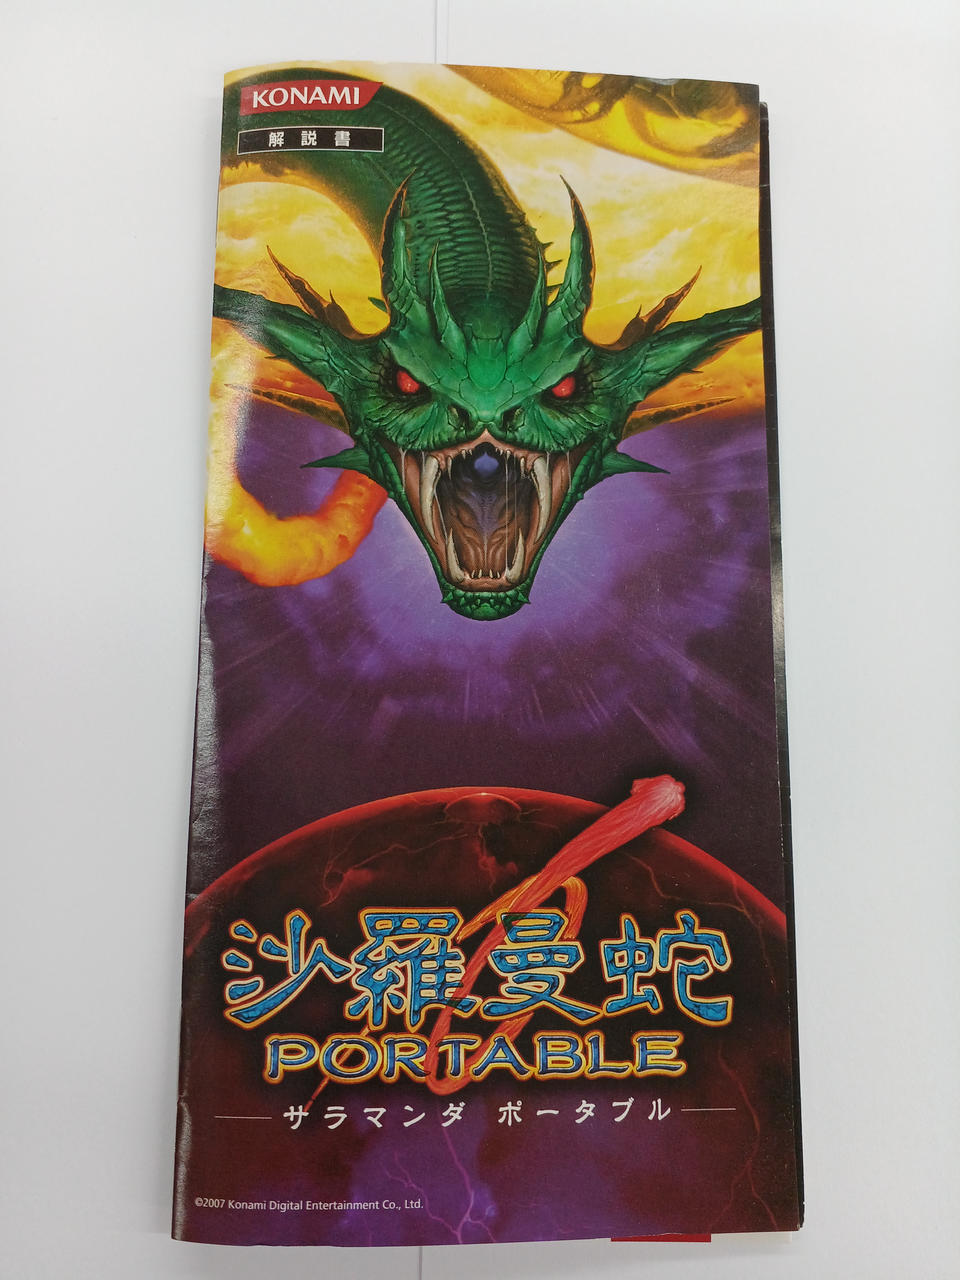 KONAMI
解説書
沙羅曼蛇
PORTABLE
サラマンダ ポータブル
©2007 Konami Digital Entertainment Co., Ltd.